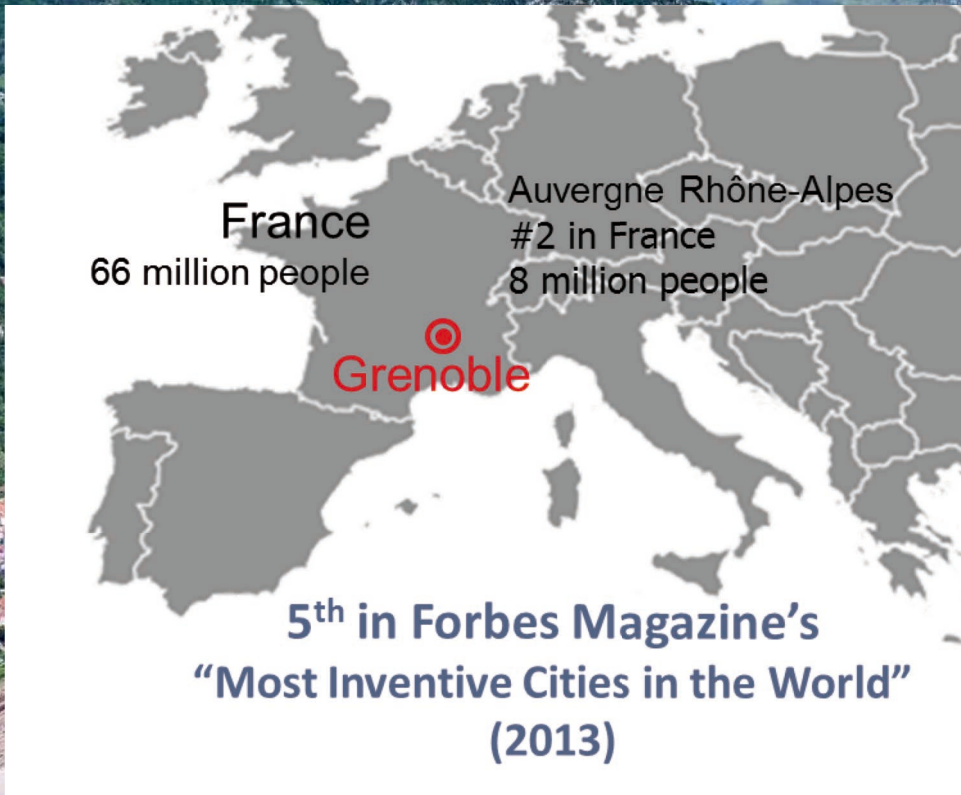 France
66 million people
Auvergne Rhône-Alpes
#2 in France
8 million people
Grenoble
5th in Forbes Magazine's
“Most Inventive Cities in the World”
(2013)